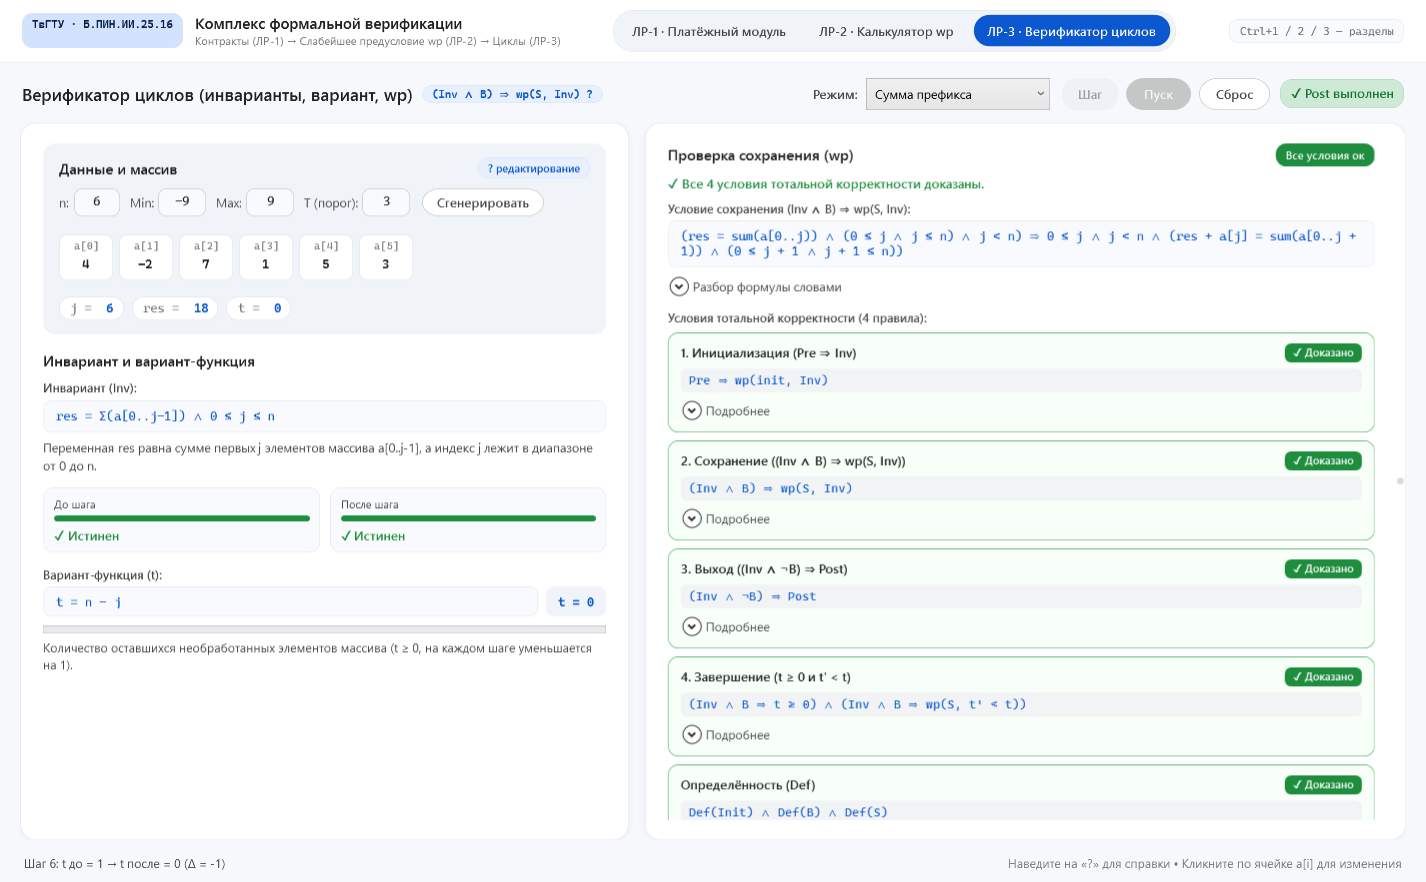 ТвГТУ · Б.ПИН.ИИ.25.16
Комплекс формальной верификации
Контракты (ЛР-1) → Слабейшее предусловие wp (ЛР-2) → Циклы (ЛР-3)
ЛР-1 · Платёжный модуль
ЛР-2 · Калькулятор wp
ЛР-3 · Верификатор циклов
Ctrl+1 / 2 / 3 — разделы
Верификатор циклов (инварианты, вариант, wp)
(Inv ∧ B) ⇒ wp(S, Inv) ?
Режим:
Сумма префикса
Шаг
Пуск
Сброс
✓ Post выполнен
Данные и массив
? редактирование
n: 6 Min: −9 Max: 9 T (порог): 3 Сгенерировать
a[0] a[1] a[2] a[3] a[4] a[5]
4 −2 7 1 5 3
j = 6 res = 18 t = 0
Инвариант и вариант-функция
Инвариант (Inv):
res = Σ(a[0..j−1]) ∧ 0 ≤ j ≤ n
Переменная res равна сумме первых j элементов массива a[0..j-1], а индекс j лежит в диапазоне
от 0 до n.
До шага
✓ Истинен
После шага
✓ Истинен
Вариант-функция (t):
t = n − j
t = 0
Количество оставшихся необработанных элементов массива (t ≥ 0, на каждом шаге уменьшается
на 1).
Проверка сохранения (wp)
Все условия ок
✓ Все 4 условия тотальной корректности доказаны.
Условие сохранения (Inv ∧ B) ⇒ wp(S, Inv):
(res = sum(a[0..j)) ∧ (0 ≤ j ∧ j ≤ n) ∧ j < n) ⇒ 0 ≤ j ∧ j < n ∧ (res + a[j] = sum(a[0..j +
1)) ∧ (0 ≤ j + 1 ∧ j + 1 ≤ n))
Разбор формулы словами
Условия тотальной корректности (4 правила):
1. Инициализация (Pre ⇒ Inv)
✓ Доказано
Pre ⇒ wp(init, Inv)
Подробнее
2. Сохранение ((Inv ∧ B) ⇒ wp(S, Inv))
✓ Доказано
(Inv ∧ B) ⇒ wp(S, Inv)
Подробнее
3. Выход ((Inv ∧ ¬B) ⇒ Post)
✓ Доказано
(Inv ∧ ¬B) ⇒ Post
Подробнее
4. Завершение (t ≥ 0 и t' < t)
✓ Доказано
(Inv ∧ B ⇒ t ≥ 0) ∧ (Inv ∧ B ⇒ wp(S, t' < t))
Подробнее
Определённость (Def)
✓ Доказано
Def(Init) ∧ Def(B) ∧ Def(S)
Шаг 6: t до = 1 → t после = 0 (Δ = -1)
Наведите на «?» для справки • Кликните по ячейке a[i] для изменения